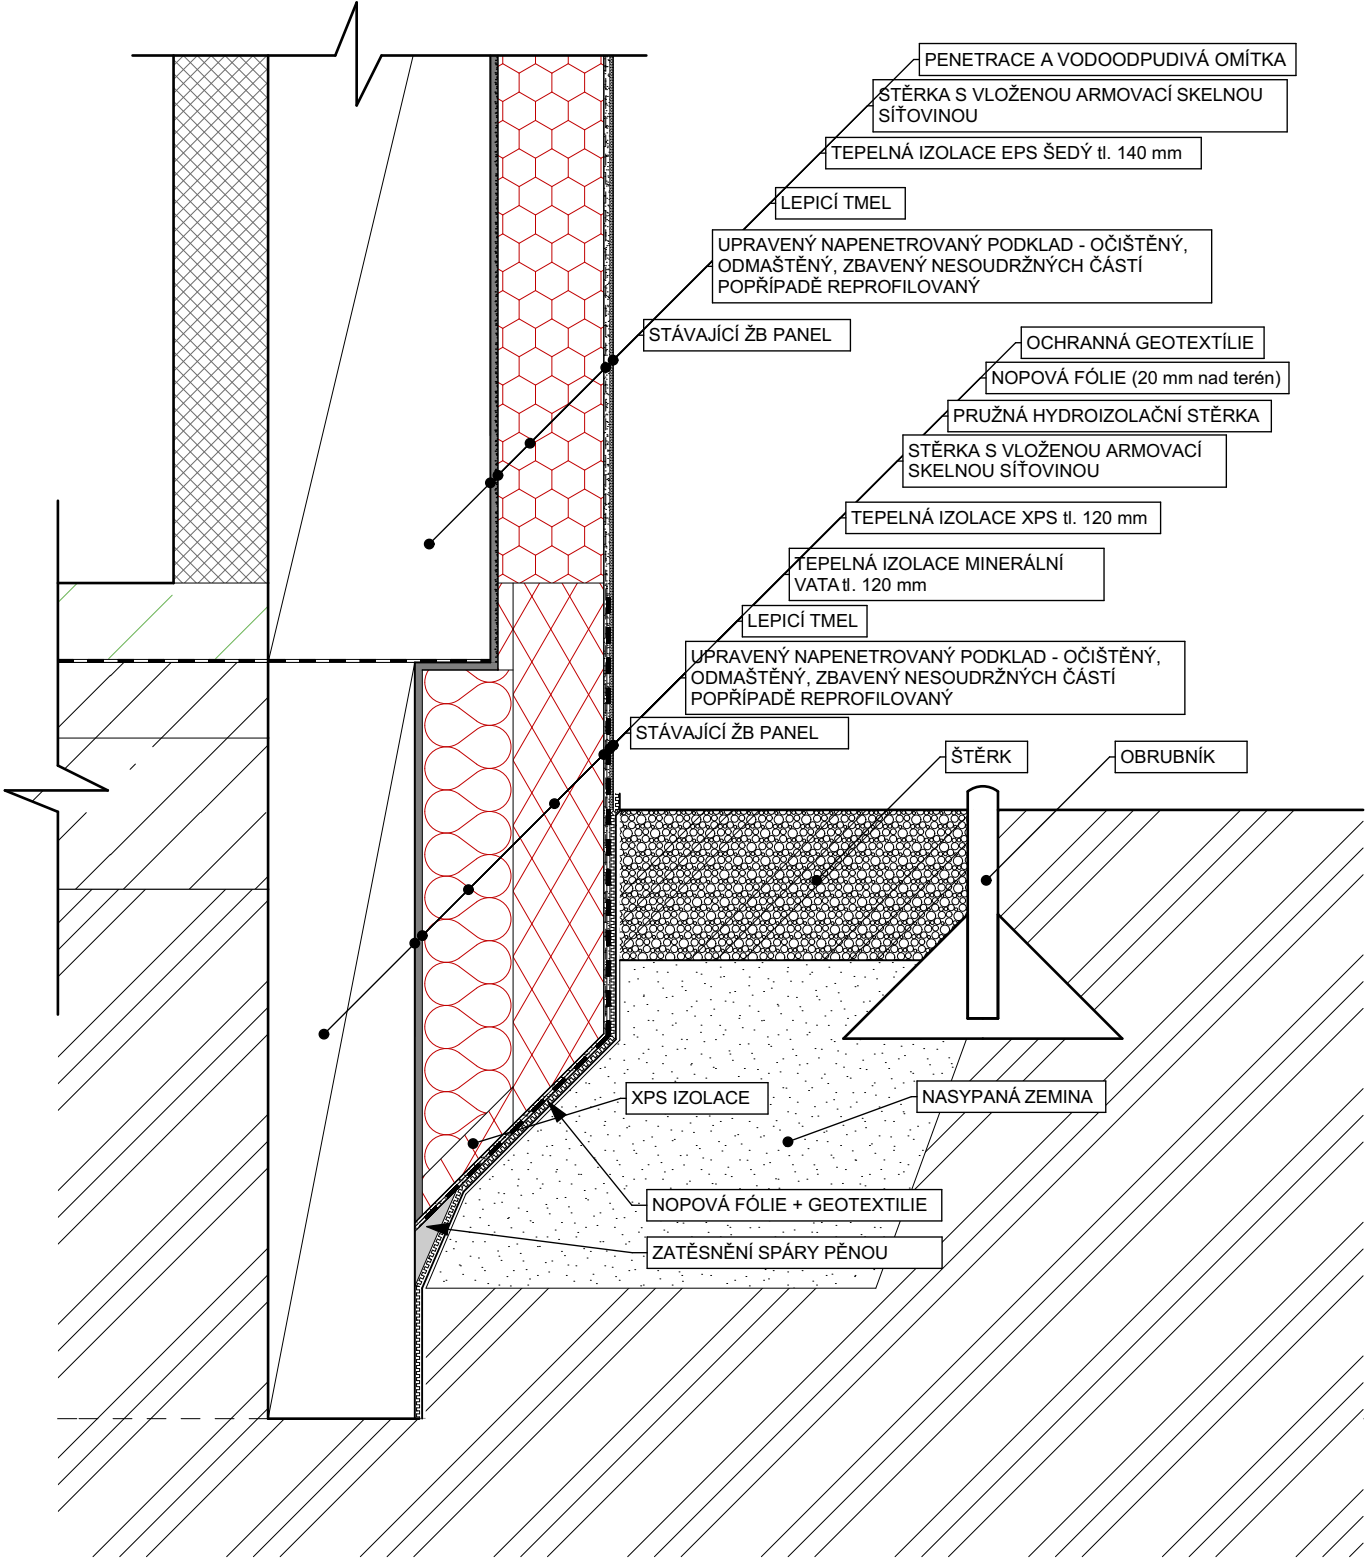 PENETRACE A VODOODPUDIVÁ OMÍTKA
STĚRKA S VLOŽENOU ARMOVACÍ SKELNOU
SÍŤOVINOU
TEPELNÁ IZOLACE EPS ŠEDÝ tl. 140 mm
LEPICÍ TMEL
UPRAVENÝ NAPENETROVANÝ PODKLAD - OČIŠTĚNÝ,
ODMAŠTĚNÝ, ZBAVENÝ NESOUDRŽNÝCH ČÁSTÍ
POPŘÍPADĚ REPROFILOVANÝ
STÁVAJÍCÍ ŽB PANEL
OCHRANNÁ GEOTEXTÍLIE
NOPOVÁ FÓLIE (20 mm nad terén)
PRUŽNÁ HYDROIZOLAČNÍ STĚRKA
STĚRKA S VLOŽENOU ARMOVACÍ
SKELNOU SÍŤOVINOU
TEPELNÁ IZOLACE XPS tl. 120 mm
TEPELNÁ IZOLACE MINERÁLNÍ
VATA tl. 120 mm
LEPICÍ TMEL
UPRAVENÝ NAPENETROVANÝ PODKLAD - OČIŠTĚNÝ,
ODMAŠTĚNÝ, ZBAVENÝ NESOUDRŽNÝCH ČÁSTÍ
POPŘÍPADĚ REPROFILOVANÝ
STÁVAJÍCÍ ŽB PANEL
ŠTĚRK
OBRUBNÍK
XPS IZOLACE
NASYPANÁ ZEMINA
NOPOVÁ FÓLIE + GEOTEXTILIE
ZATĚSNĚNÍ SPÁRY PĚNOU